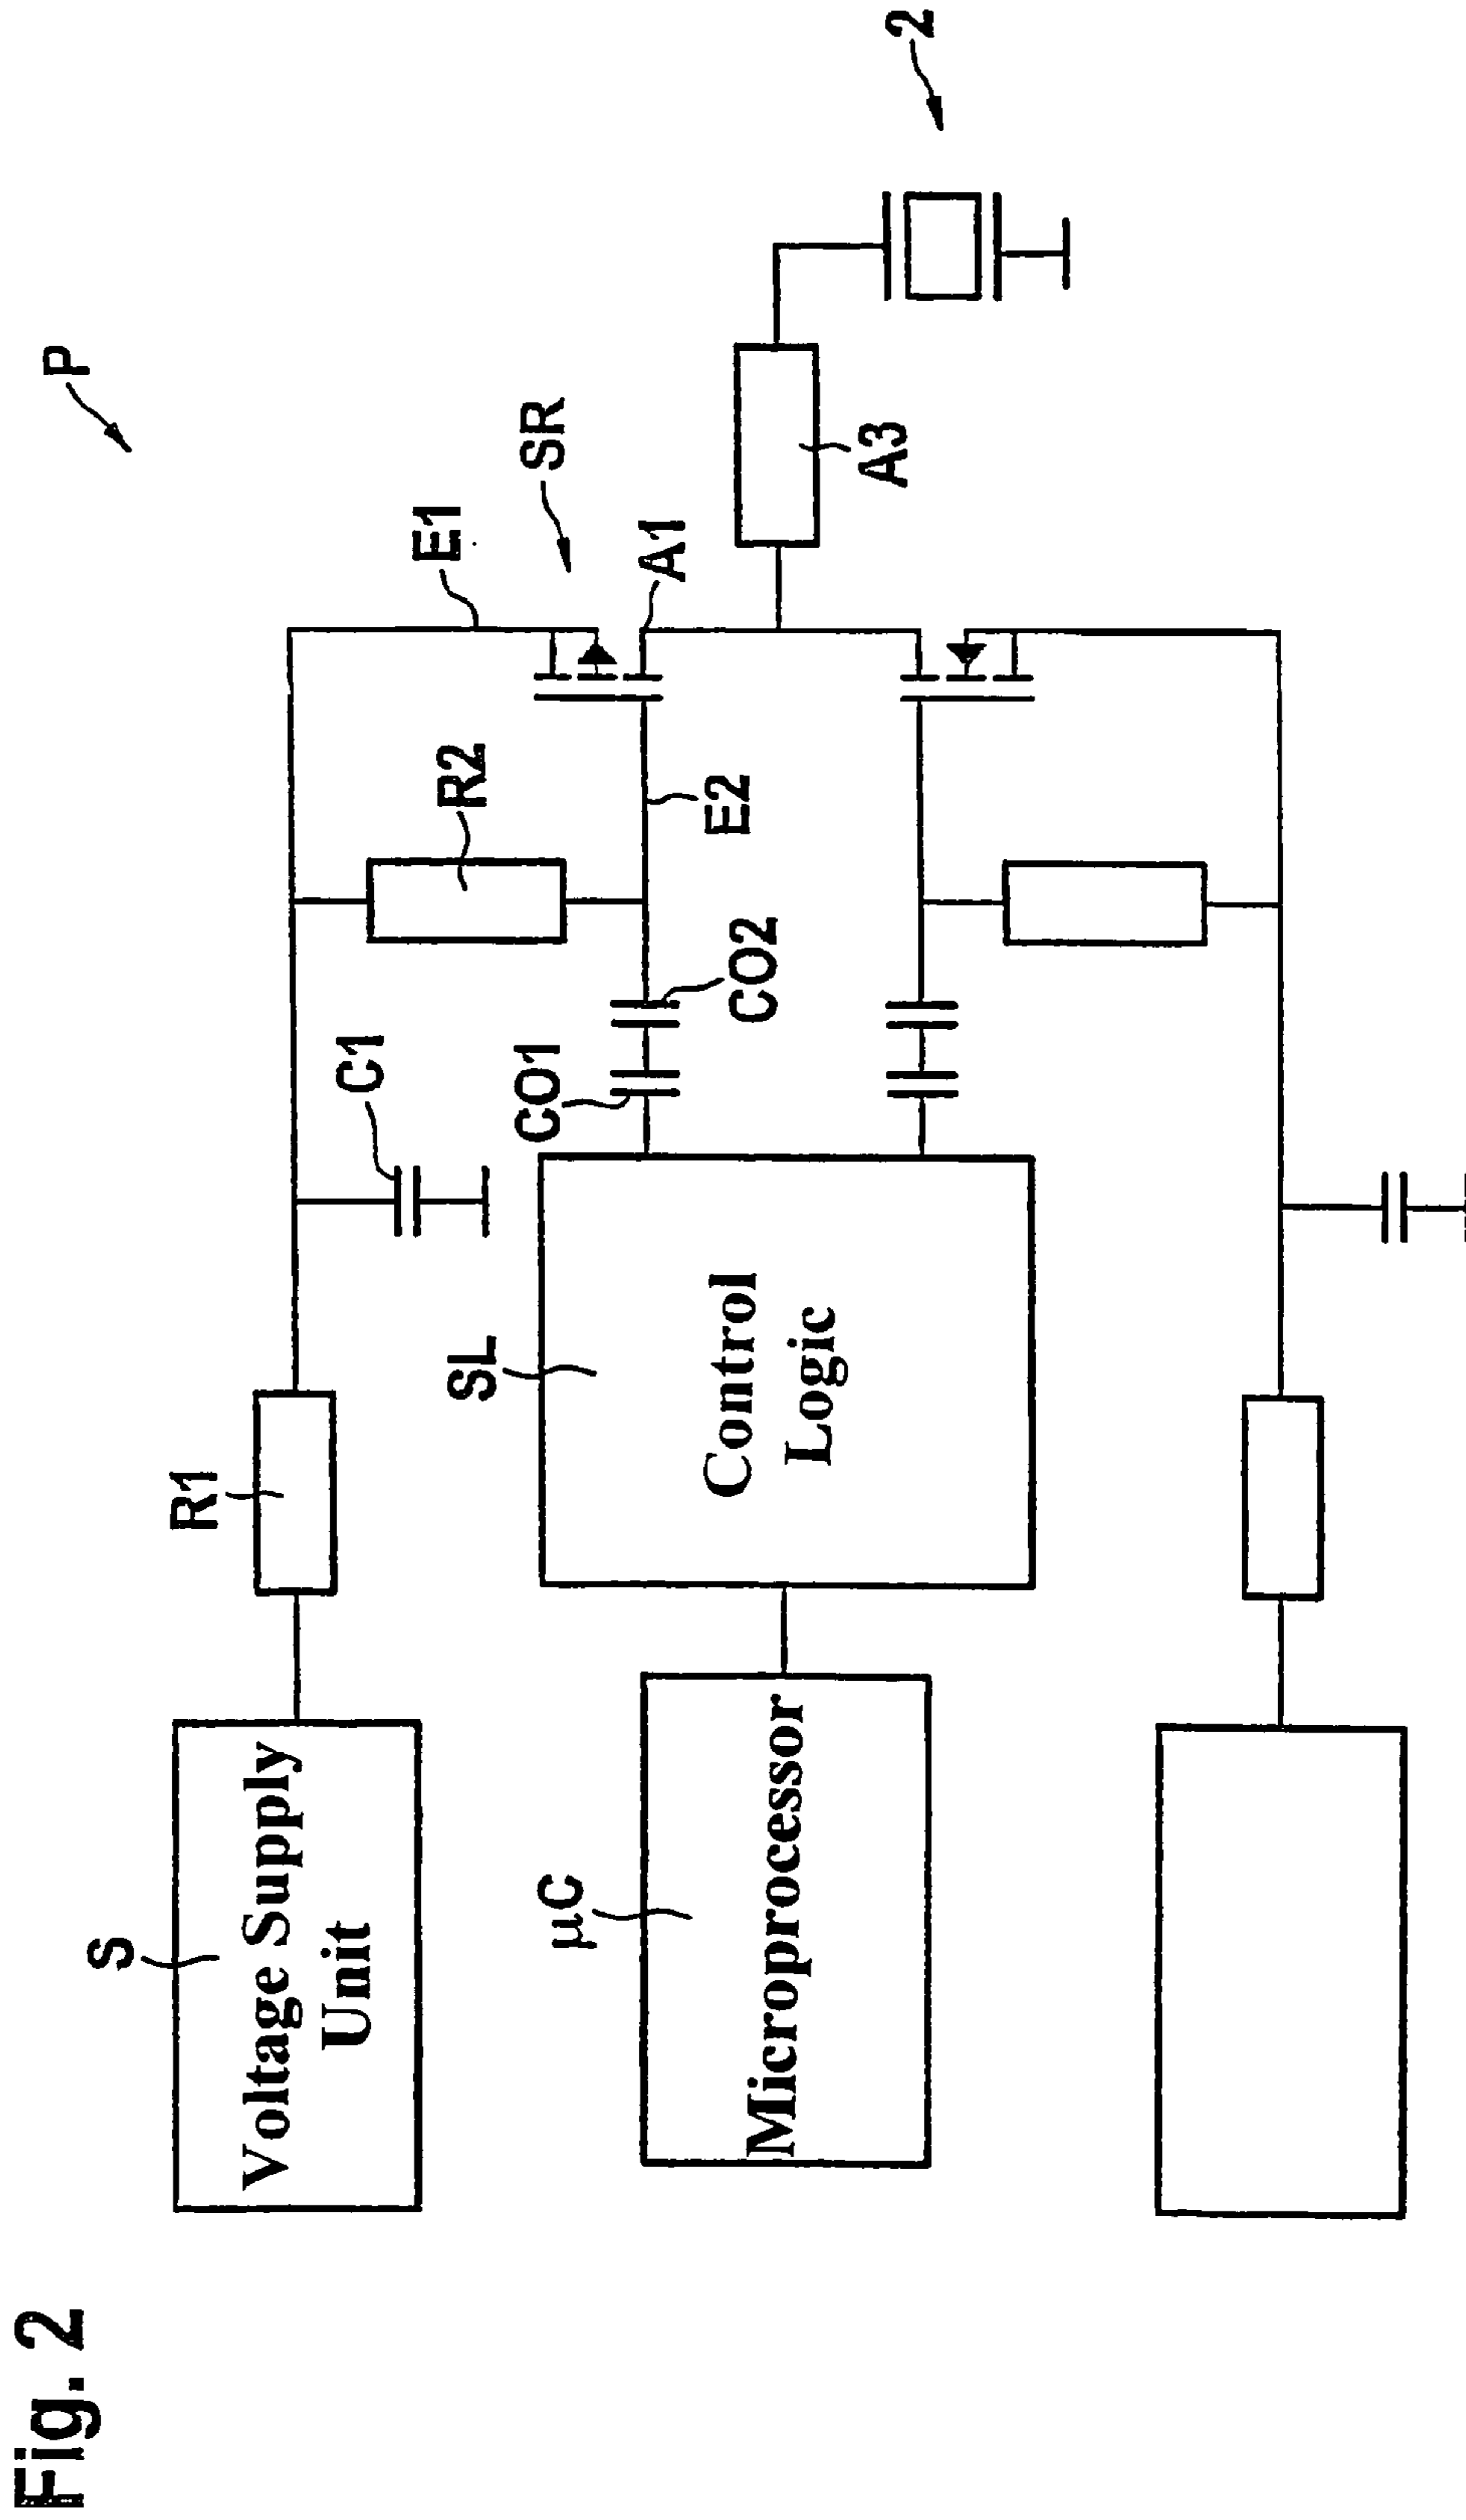 Fig. 2
P
S
Voltage Supply
Unit
R1
C1
R2
E1
SR
SL
Control
Logic
CO1
CO2
E2
A1
A3
2
µC
Microprocessor